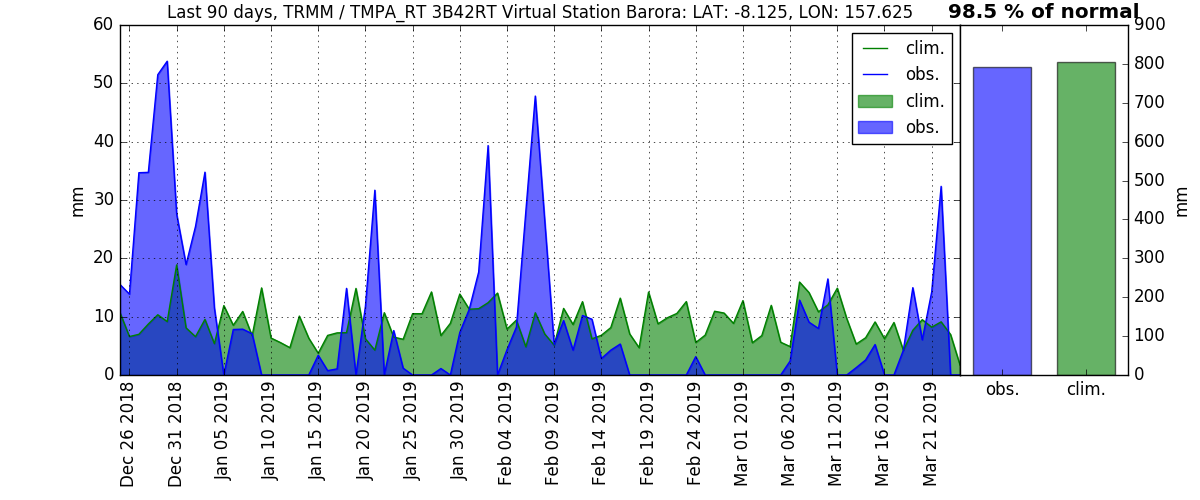 Last 90 days, TRMM / TMPA_RT 3B42RT Virtual Station Barora: LAT: -8.125, LON: 157.625
98.5 % of normal
60
50
40
30
20
10
0
mm
clim.
obs.
clim.
obs.
900
800
700
600
500
400
300
200
100
0
mm
Dec 26 2018
Dec 31 2018
Jan 05 2019
Jan 10 2019
Jan 15 2019
Jan 20 2019
Jan 25 2019
Jan 30 2019
Feb 04 2019
Feb 09 2019
Feb 14 2019
Feb 19 2019
Feb 24 2019
Mar 01 2019
Mar 06 2019
Mar 11 2019
Mar 16 2019
Mar 21 2019
obs.
clim.